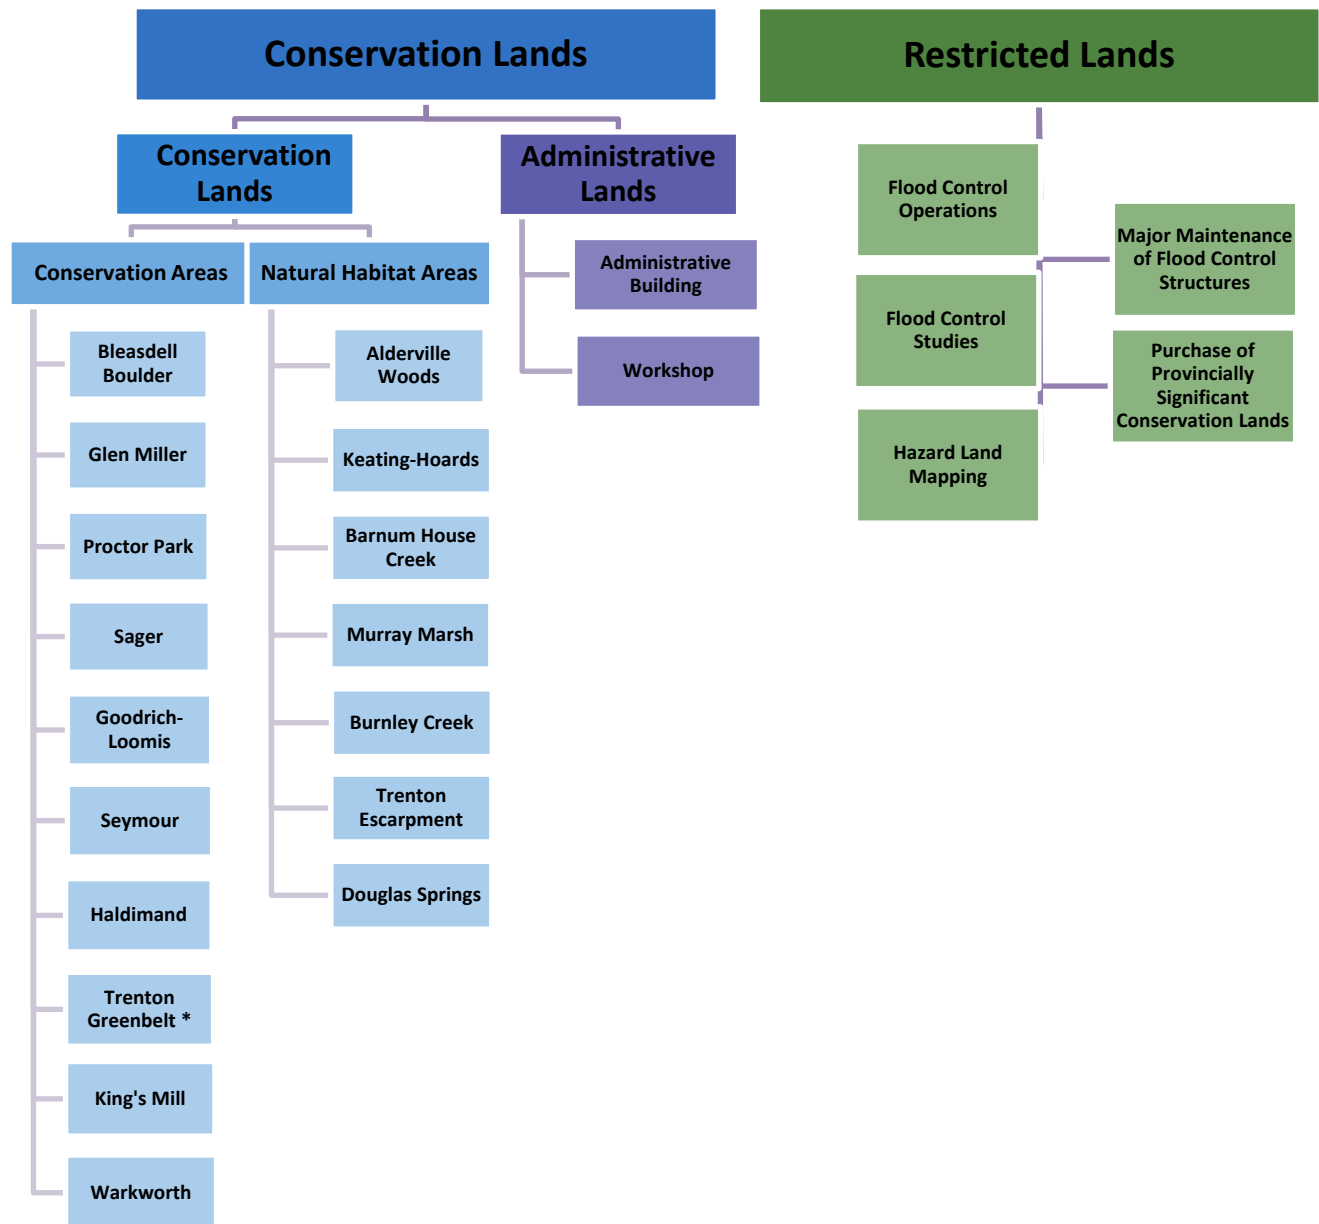 Conservation Lands
Restricted Lands
Conservation
Lands
Administrative
Lands
Conservation Areas
Natural Habitat Areas
Bleasdell
Boulder
Glen Miller
Proctor Park
Sager
Goodrich-
Loomis
Seymour
Haldimand
Trenton
Greenbelt *
King's Mill
Warkworth
Alderville
Woods
Keating-Hoards
Barnum House
Creek
Murray Marsh
Burnley Creek
Trenton
Escarpment
Douglas Springs
Administrative
Building
Workshop
Flood Control
Operations
Flood Control
Studies
Hazard Land
Mapping
Major Maintenance
of Flood Control
Structures
Purchase of
Provincially
Significant
Conservation Lands